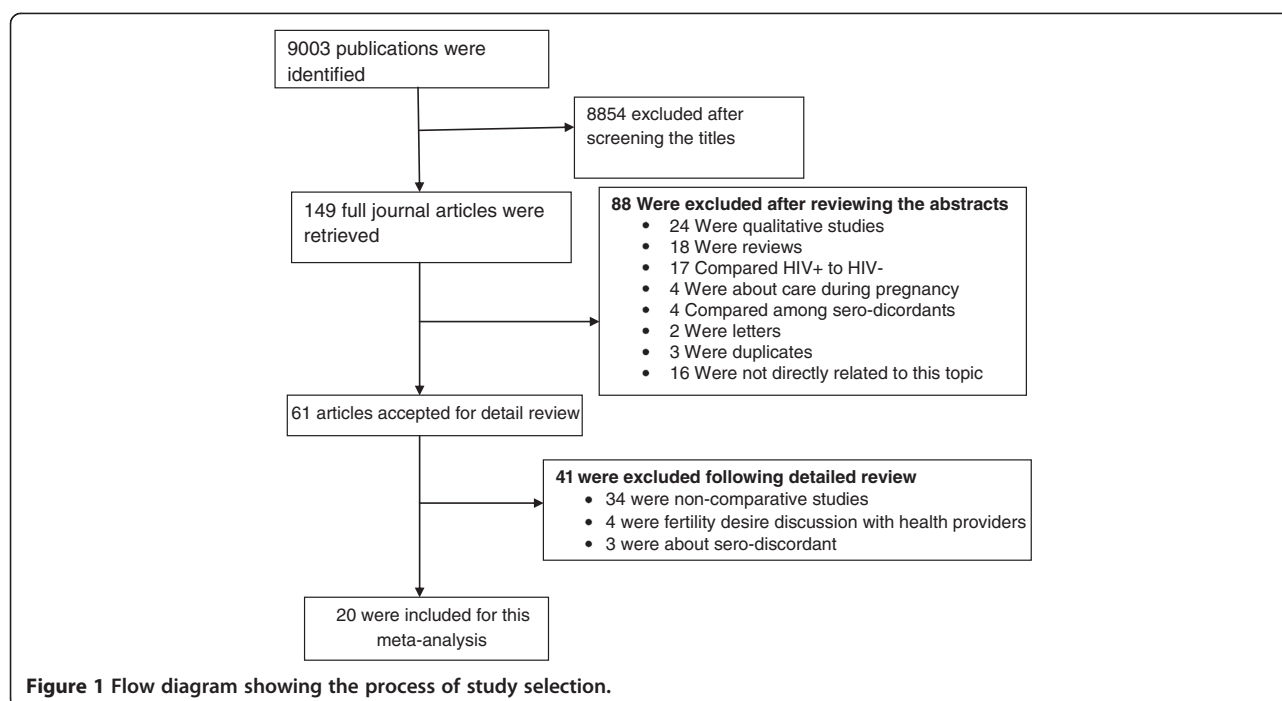 9003 publications were
identified
8854 excluded after
screening the titles
149 full journal articles were
retrieved
88 Were excluded after reviewing the abstracts
• 24 Were qualitative studies
• 18 Were reviews
• 17 Compared HIV+ to HIV-
• 4 Were about care during pregnancy
• 4 Compared among sero-dicordants
• 2 Were letters
• 3 Were duplicates
• 16 Were not directly related to this topic
61 articles accepted for detail review
41 were excluded following detailed review
• 34 were non-comparative studies
• 4 were fertility desire discussion with health providers
• 3 were about sero-discordant
20 were included for this
meta-analysis
Figure 1 Flow diagram showing the process of study selection.